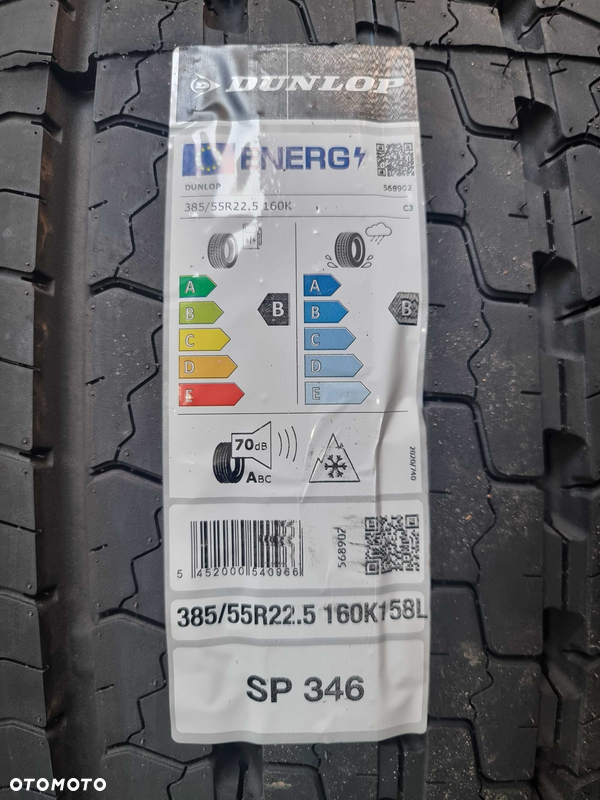 DUNLOP
ENERG
DUNLOP 568902
385/55R22.5 160K C3
A
B
C
D
E
B
A
B
C
D
E
B
70dB
ABC
2020/740
5 452000 540966
568902
385/55R22.5 160K158L
SP 346
OTOMOTO